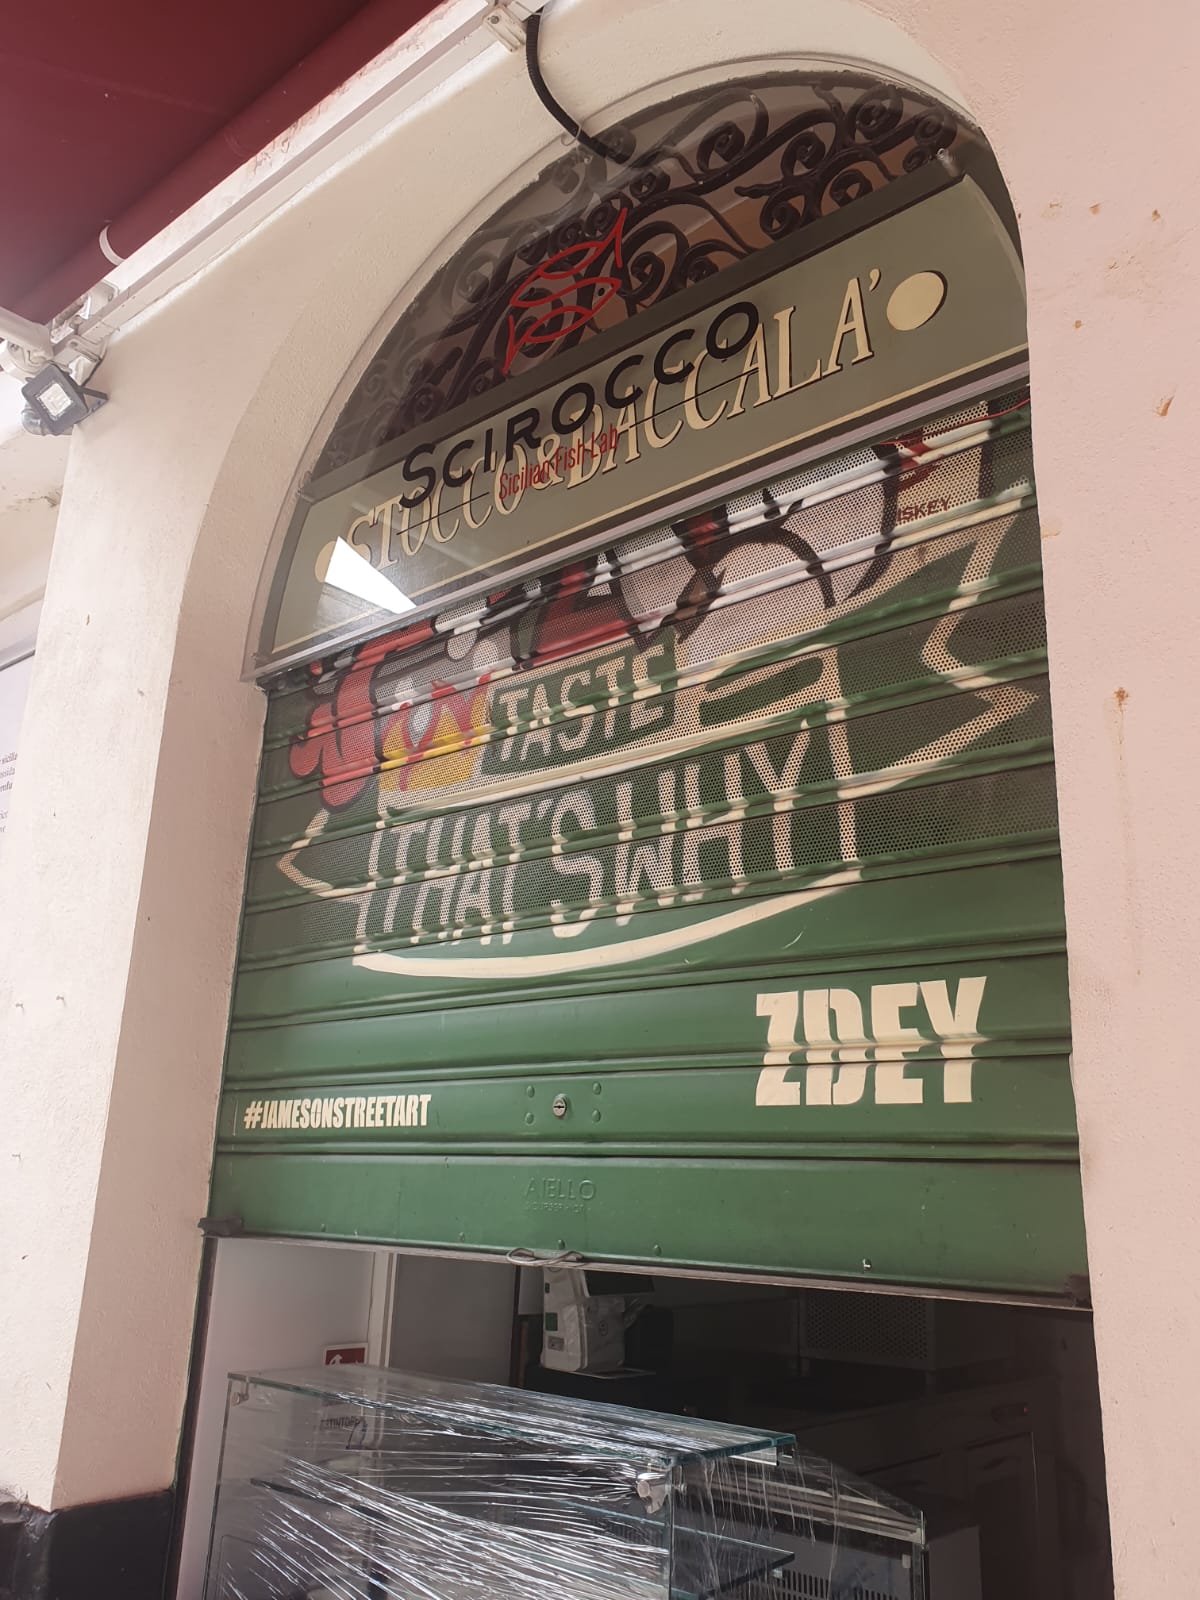 SCIROCCO
Sicilian Fish Lab
STOCCO&BACCALA'
TASTE
THAT'S WHY
ZDEY
#JAMESONSTREETART
AIELLO